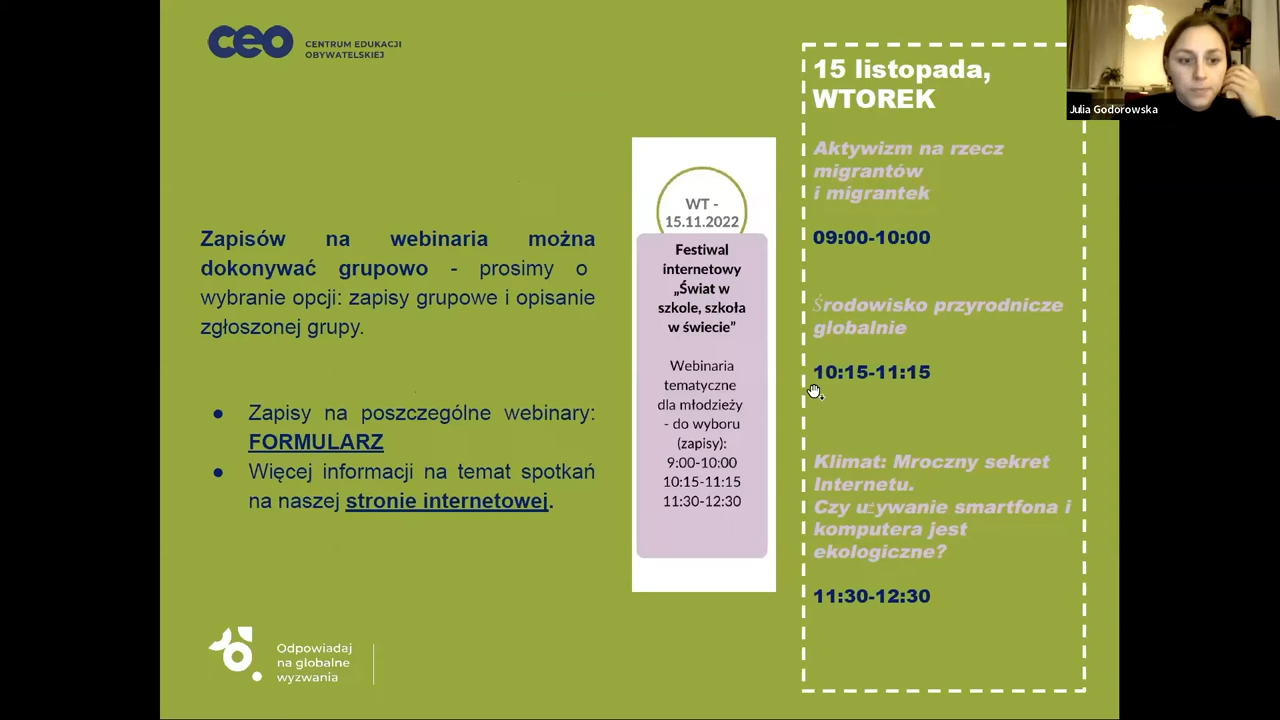 ceo CENTRUM EDUKACJI
OBYWATELSKIEJ
Zapisów na webinaria można
dokonywać grupowo - prosimy o
wybranie opcji: zapisy grupowe i opisanie
zgłoszonej grupy.
● Zapisy na poszczególne webinary:
FORMULARZ
● Więcej informacji na temat spotkań
na naszej stronie internetowej.
Odpowiadaj
na globalne
wyzwania
WT -
15.11.2022
Festiwal
internetowy
„Świat w
szkole, szkoła
w świecie”
Webinaria
tematyczne
dla młodzieży
- do wyboru
(zapisy):
9:00-10:00
10:15-11:15
11:30-12:30
15 listopada,
WTOREK
Aktywizm na rzecz
migrantów
i migrantek
09:00-10:00
Środowisko przyrodnicze
globalnie
10:15-11:15
Klimat: Mroczny sekret
Internetu.
Czy używanie smartfona i
komputera jest
ekologiczne?
11:30-12:30
Julia Godorowska